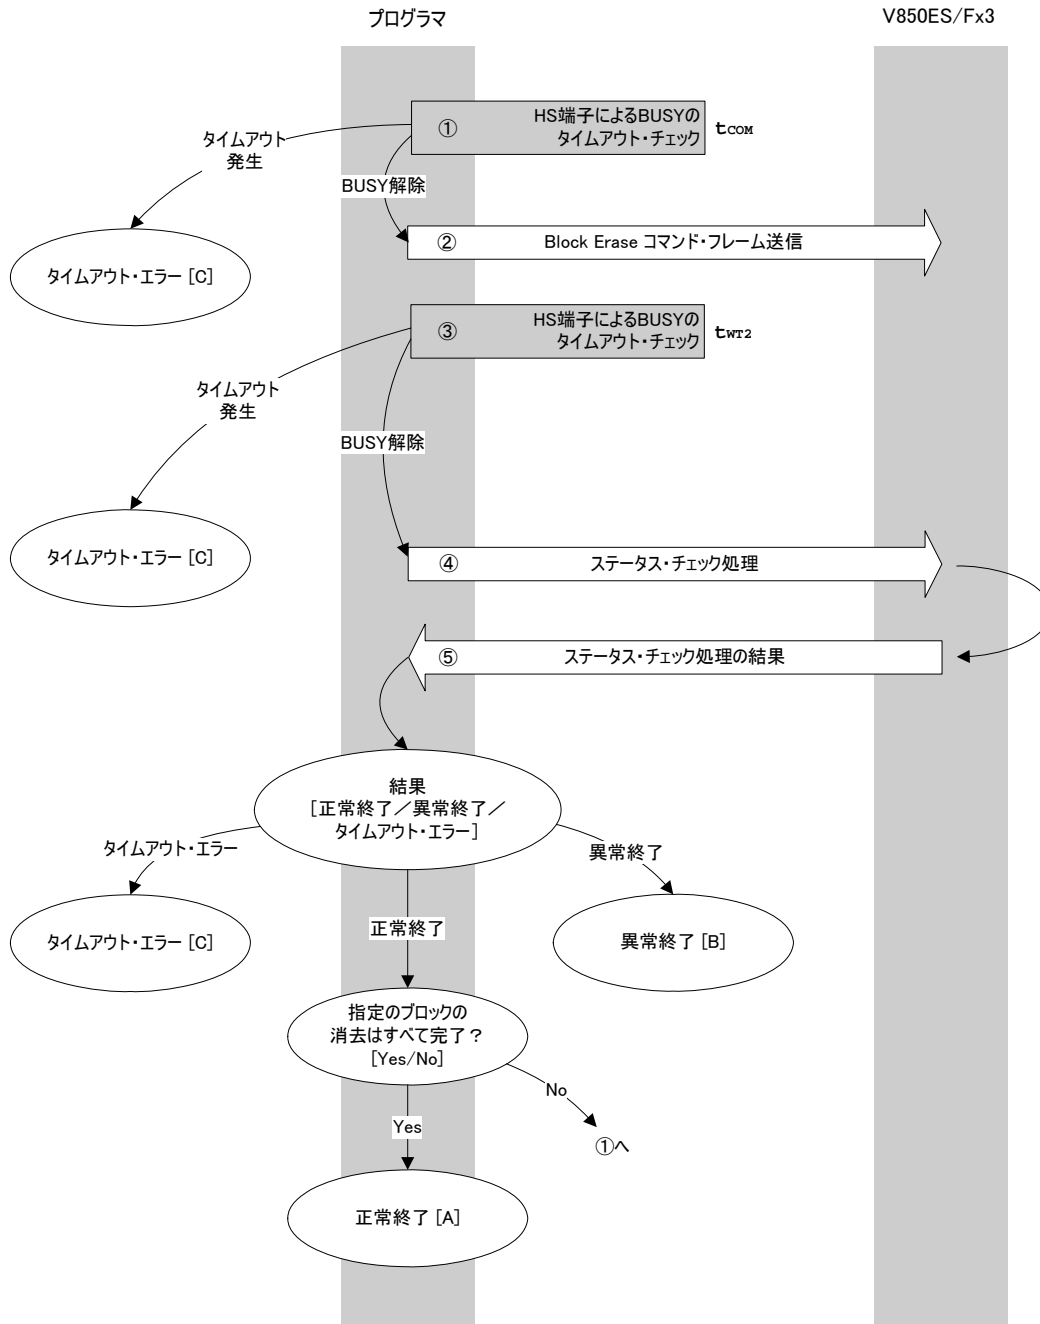 プログラマ
V850ES/Fx3
①
HS端子によるBUSYの
タイムアウト・チェック
tCOM
タイムアウト
発生
BUSY解除
②
Block Erase コマンド・フレーム送信
タイムアウト・エラー [C]
③
HS端子によるBUSYの
タイムアウト・チェック
tWT2
タイムアウト
発生
BUSY解除
タイムアウト・エラー [C]
④
ステータス・チェック処理
⑤
ステータス・チェック処理の結果
結果
[正常終了／異常終了／
タイムアウト・エラー]
タイムアウト・エラー
異常終了
タイムアウト・エラー [C]
正常終了
異常終了 [B]
指定のブロックの
消去はすべて完了？
[Yes/No]
No
Yes
①へ
正常終了 [A]